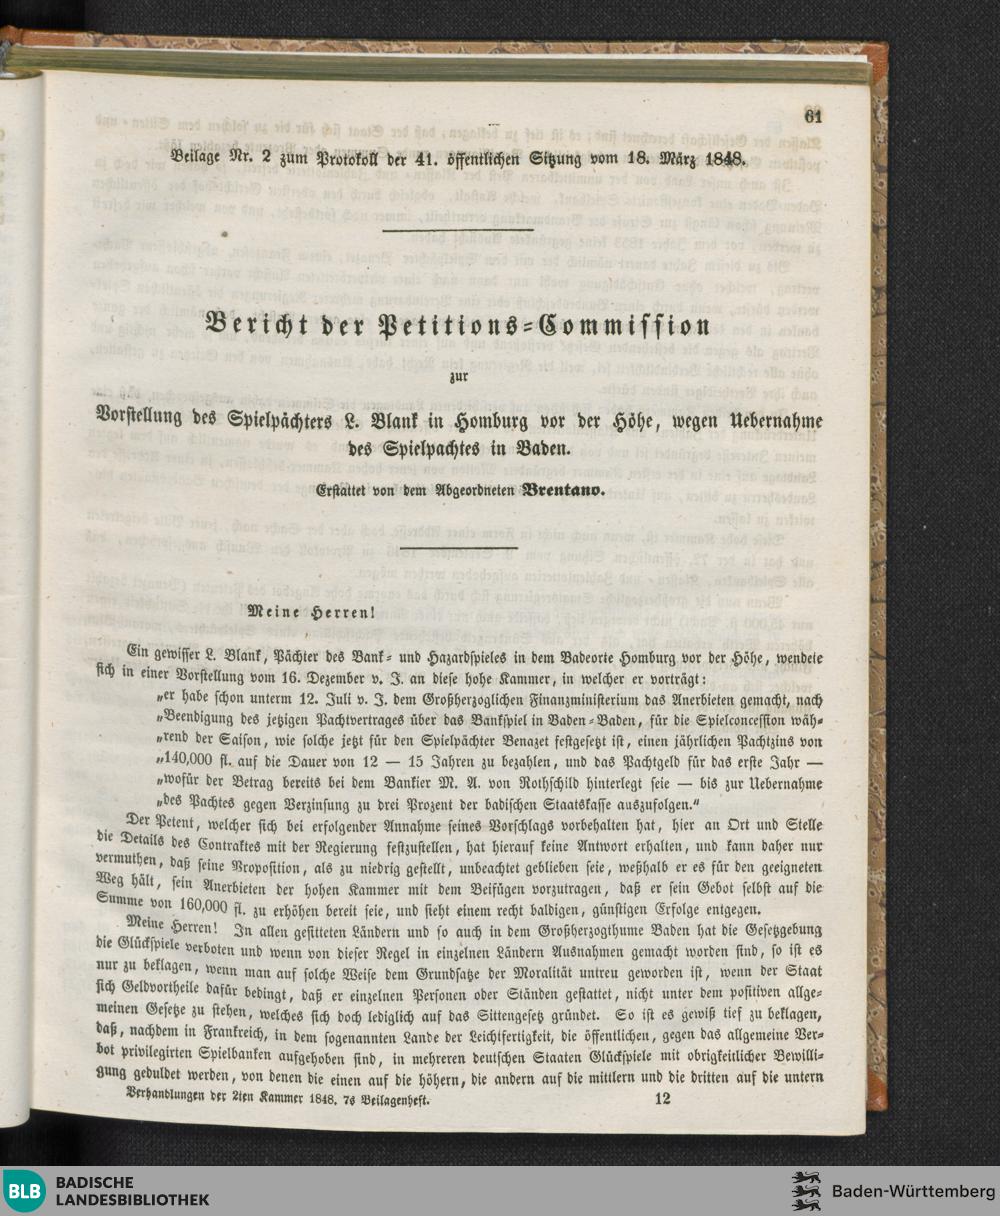 61
Beilage Nr. 2 zum Protokoll der 41. öffentlichen Sitzung vom 18. März 1848.
Bericht der Petitions-Commission
zur
Vorstellung des Spielpächters L. Blank in Homburg vor der Höhe, wegen Uebernahme
des Spielpachtes in Baden.
Erstattet von dem Abgeordneten Brentano.
Meine Herren!
Ein gewisser L. Blank, Pächter des Bank- und Hazardspieles in dem Badeorte Homburg vor der Höhe, wendete
sich in einer Vorstellung vom 16. Dezember v. J. an diese hohe Kammer, in welcher er vorträgt:
„er habe schon unterm 12. Juli v. J. dem Großherzoglichen Finanzministerium das Anerbieten gemacht, nach
„Beendigung des jetzigen Pachtvertrages über das Bankspiel in Baden-Baden, für die Spielconcession wäh-
„rend der Saison, wie solche jetzt für den Spielpächter Benazet festgesetzt ist, einen jährlichen Pachtzins von
„140,000 fl. auf die Dauer von 12 — 15 Jahren zu bezahlen, und das Pachtgeld für das erste Jahr —
„wofür der Betrag bereits bei dem Bankier M. A. von Rothschild hinterlegt seie — bis zur Uebernahme
„des Pachtes gegen Verzinsung zu drei Prozent der badischen Staatskasse auszufolgen."
Der Petent, welcher sich bei erfolgender Annahme seines Vorschlags vorbehalten hat, hier an Ort und Stelle
die Details des Contraktes mit der Regierung festzustellen, hat hierauf keine Antwort erhalten, und kann daher nur
vermuthen, daß seine Proposition, als zu niedrig gestellt, unbeachtet geblieben seie, weßhalb er es für den geeigneten
Weg hält, sein Anerbieten der hohen Kammer mit dem Beifügen vorzutragen, daß er sein Gebot selbst auf die
Summe von 160,000 fl. zu erhöhen bereit seie, und sieht einem recht baldigen, günstigen Erfolge entgegen.
Meine Herren! In allen gesitteten Ländern und so auch in dem Großherzogthume Baden hat die Gesetzgebung
die Glückspiele verboten und wenn von dieser Regel in einzelnen Ländern Ausnahmen gemacht worden sind, so ist es
nur zu beklagen, wenn man auf solche Weise dem Grundsatze der Moralität untreu geworden ist, wenn der Staat
sich Geldvortheile dafür bedingt, daß er einzelnen Personen oder Ständen gestattet, nicht unter dem positiven allge-
meinen Gesetze zu stehen, welches sich doch lediglich auf das Sittengesetz gründet. So ist es gewiß tief zu beklagen,
daß, nachdem in Frankreich, in dem sogenannten Lande der Leichtfertigkeit, die öffentlichen, gegen das allgemeine Ver-
bot privilegirten Spielbanken aufgehoben sind, in mehreren deutschen Staaten Glückspiele mit obrigkeitlicher Bewilli-
gung geduldet werden, von denen die einen auf die höhern, die andern auf die mittlern und die dritten auf die untern
Verhandlungen der 2ten Kammer 1848. 7s Beilagenheft. 12
BLB BADISCHE
LANDESBIBLIOTHEK
Baden-Württemberg